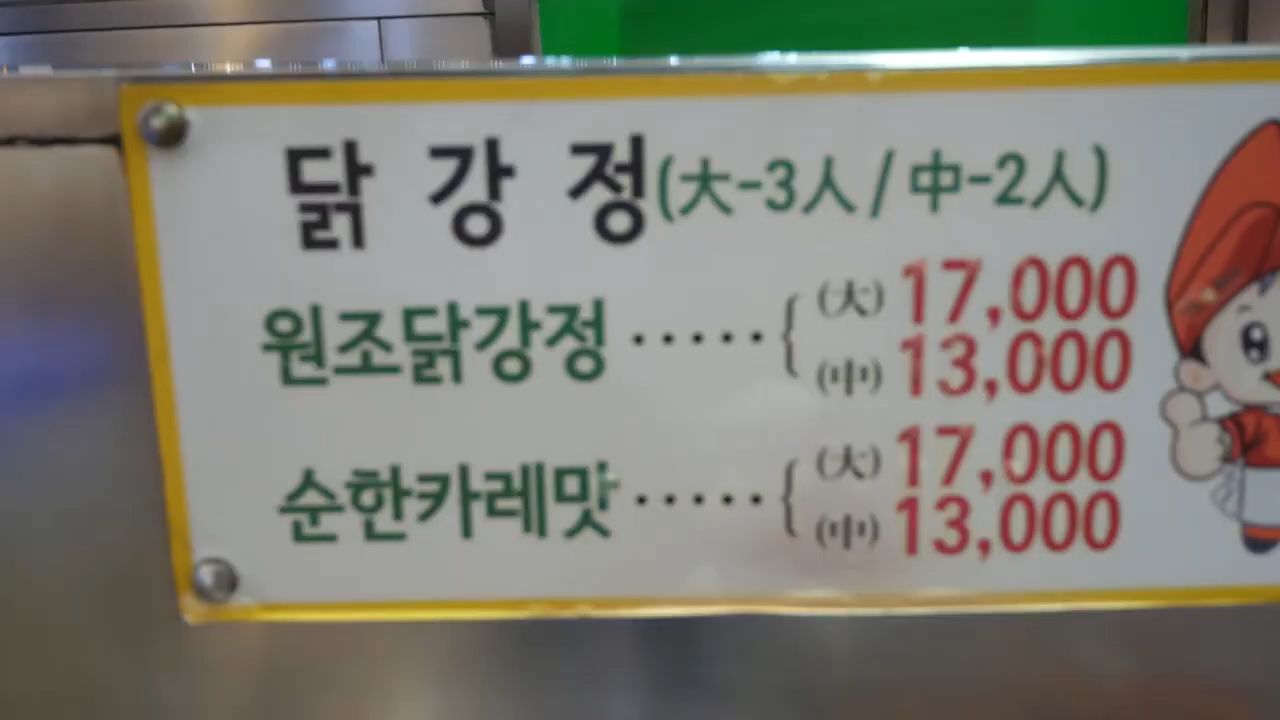 닭 강 정(大-3人/中-2人)
원조닭강정 ·····{ (大) 17,000
(中) 13,000
순한카레맛 ·····{ (大) 17,000
(中) 13,000